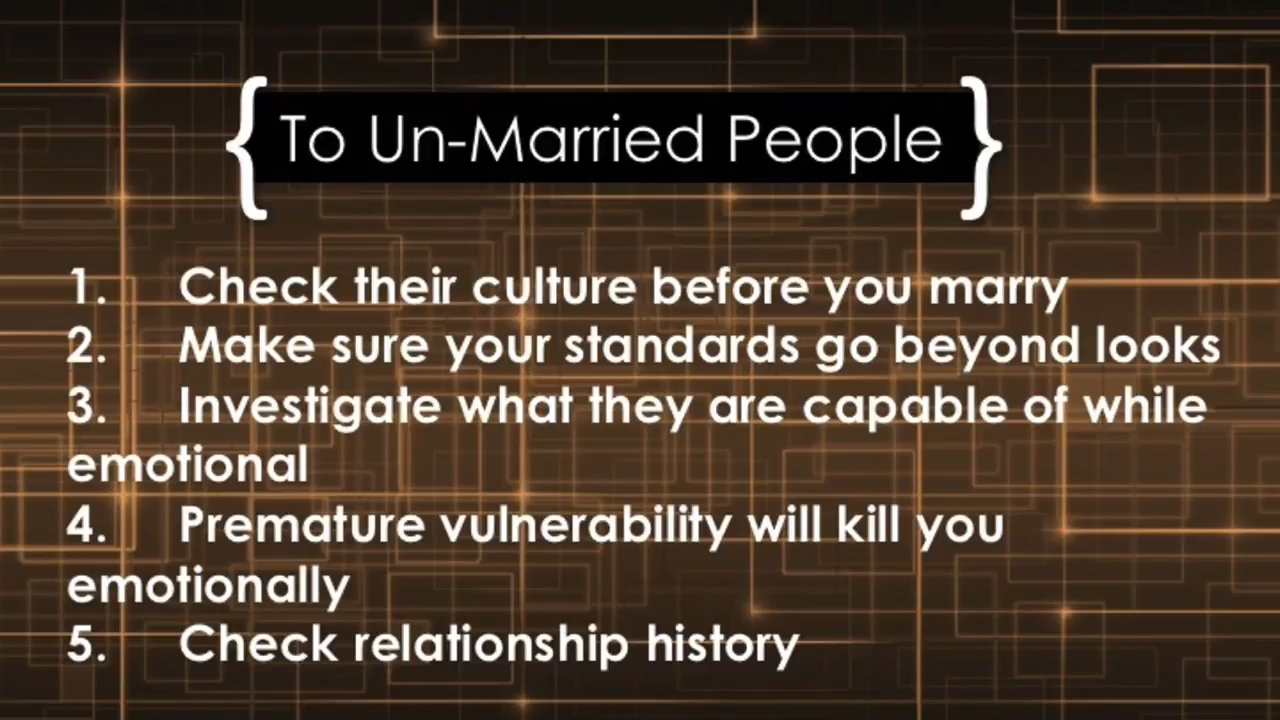 {To Un-Married People}
1. Check their culture before you marry
2. Make sure your standards go beyond looks
3. Investigate what they are capable of while
emotional
4. Premature vulnerability will kill you
emotionally
5. Check relationship history